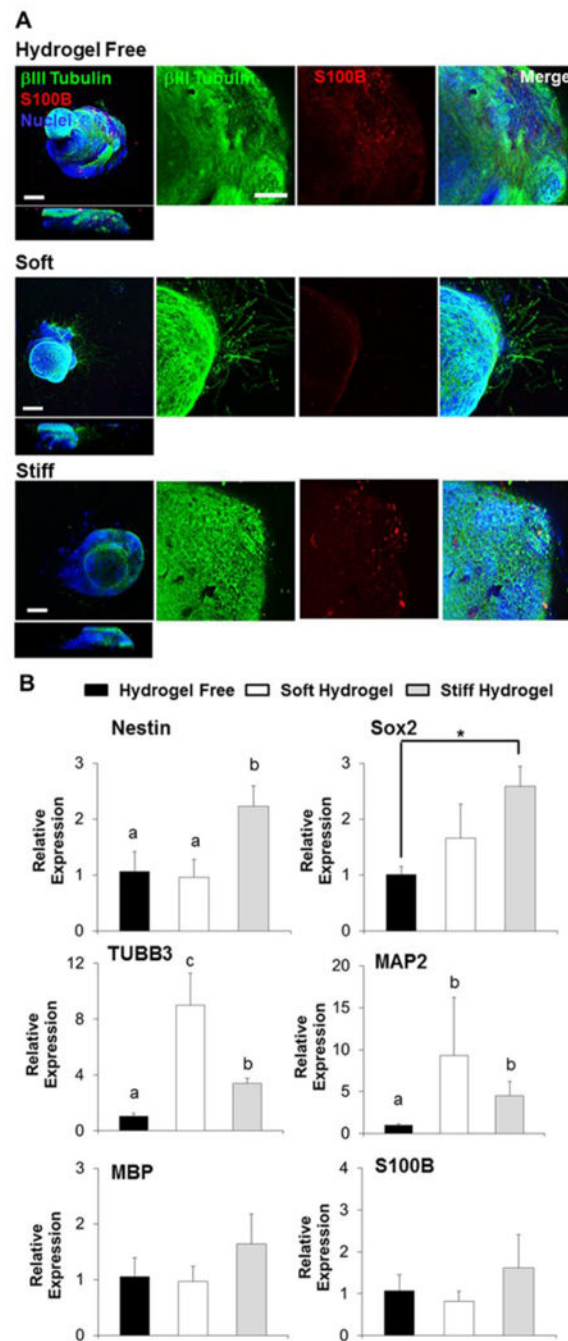 A
Hydrogel Free
βIII Tubulin
S100B
Nuclei
βIII Tubulin
S100B
Merge
Soft
Stiff
B
Hydrogel Free Soft Hydrogel Stiff Hydrogel
Nestin
Relative
Expression
3
2
1
0
a
a
b
Sox2
Relative
Expression
3
2
1
0
*
TUBB3
Relative
Expression
12
8
4
0
a
c
b
MAP2
Relative
Expression
20
15
10
5
0
a
b
b
MBP
Relative
Expression
3
2
1
0
S100B
Relative
Expression
4
3
2
1
0